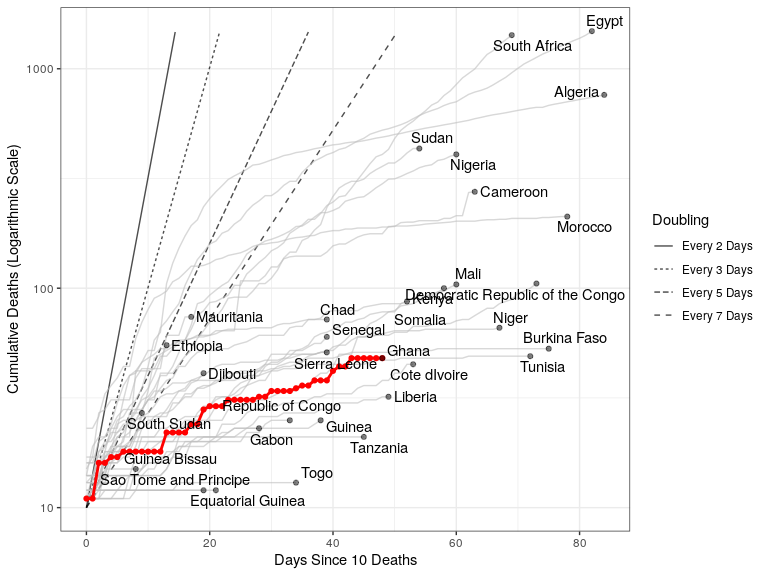 Egypt
South Africa
1000
Algeria
Sudan
Nigeria
Cameroon
Morocco
Mali
100
Democratic Republic of the Congo
Kenya
Mauritania
Chad
Somalia
Niger
Senegal
Burkina Faso
Ethiopia
Ghana
Sierra Leone
Tunisia
Djibouti
Cote dIvoire
Liberia
Republic of Congo
South Sudan
Guinea
Gabon
Tanzania
Guinea Bissau
Togo
Sao Tome and Principe
Equatorial Guinea
10
0
20
40
60
80
Days Since 10 Deaths
Cumulative Deaths (Logarithmic Scale)
Doubling
Every 2 Days
Every 3 Days
Every 5 Days
Every 7 Days